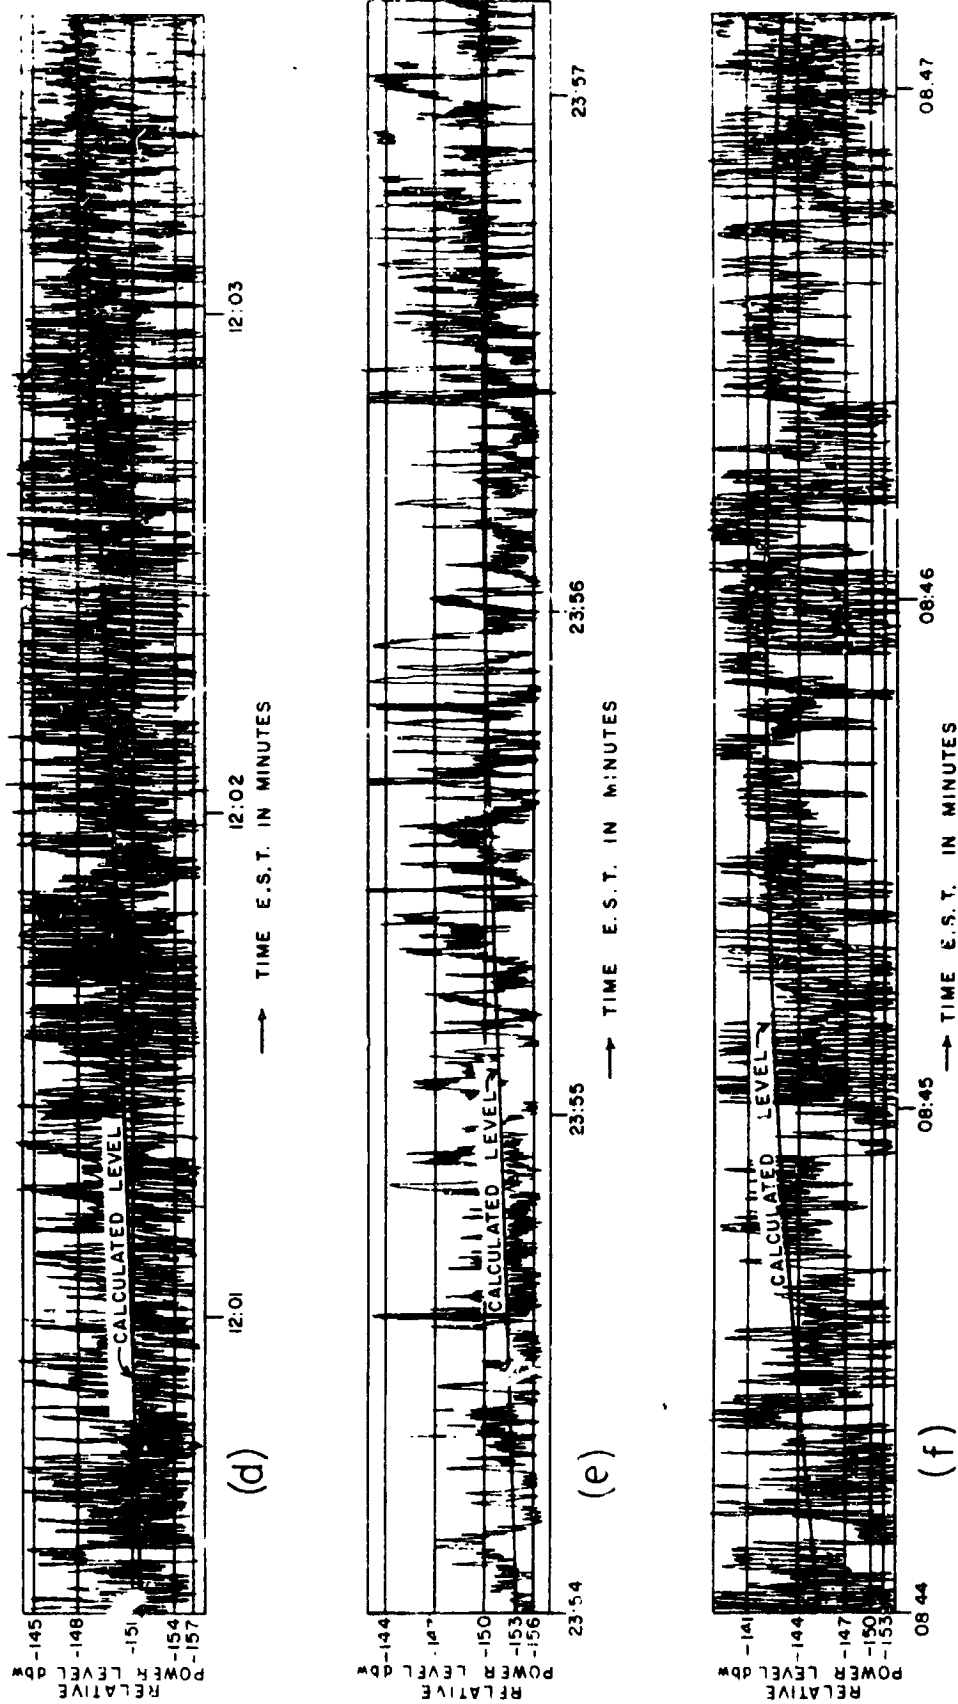 RELATIVE
POWER LEVEL dbw
-145
-148
-151
-154
-157
CALCULATED LEVEL
12:01
12:02
12:03
TIME E.S.T. IN MINUTES
(d)
RELATIVE
POWER LEVEL dbw
-144
-147
-150
-153
-156
CALCULATED LEVEL
23:54
23:55
23:56
23:57
TIME E.S.T. IN MINUTES
(e)
RELATIVE
POWER LEVEL dbw
-141
-144
-147
-150
-153
CALCULATED LEVEL
08:44
08:45
08:46
08:47
TIME E.S.T. IN MINUTES
(f)